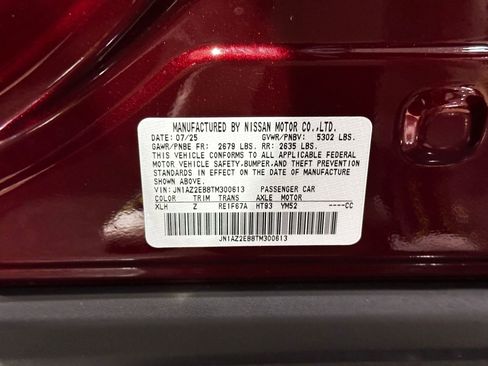 MANUFACTURED BY NISSAN MOTOR CO.,LTD.
DATE: 07/25 GVWR/PNBV: 5302 LBS.
GAWR/PNBE FR: 2679 LBS. RR: 2635 LBS.
THIS VEHICLE CONFORMS TO ALL APPLICABLE FEDERAL
MOTOR VEHICLE SAFETY,BUMPER,AND THEFT PREVENTION
STANDARDS IN EFFECT ON THE DATE OF MANUFACTURE
SHOWN ABOVE.
VIN: JN1AZ2EB8TM300613 PASSENGER CAR
COLOR TRIM TRANS AXLE MOTOR
XLH Z RE1F67A HT93 YM52 ----CC
JN1AZ2EB8TM300613